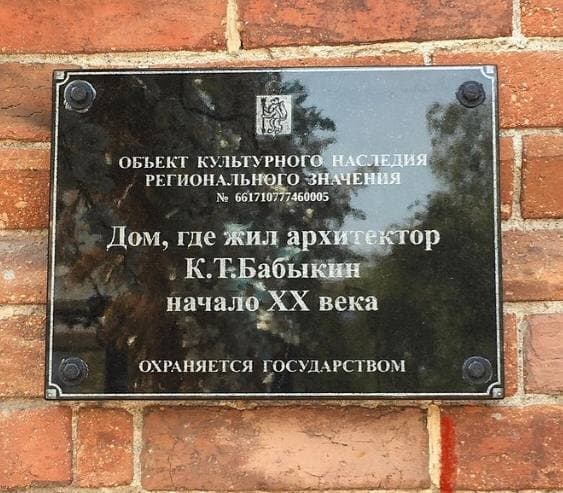 ОБЪЕКТ КУЛЬТУРНОГО НАСЛЕДИЯ
РЕГИОНАЛЬНОГО ЗНАЧЕНИЯ
№ 661710777460005
Дом, где жил архитектор
К.Т.Бабыкин
начало XX века
ОХРАНЯЕТСЯ ГОСУДАРСТВОМ